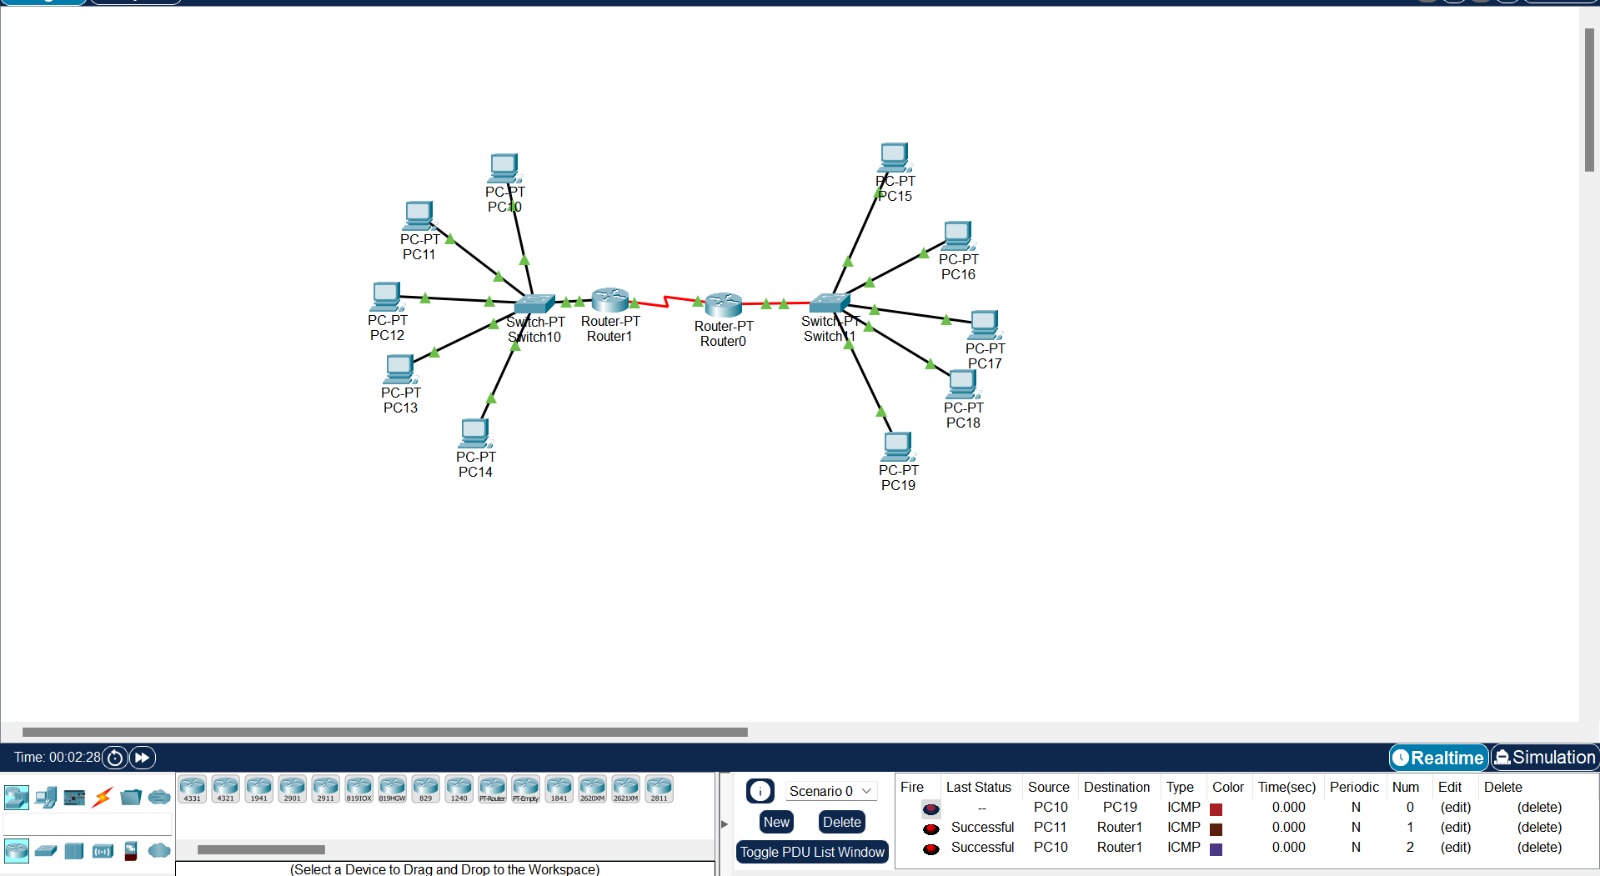 PC-PT
PC10
PC-PT
PC11
PC-PT
PC12
PC-PT
PC13
PC-PT
PC14
Switch-PT
Switch10
Router-PT
Router1
Router-PT
Router0
Switch-PT
Switch11
PC-PT
PC15
PC-PT
PC16
PC-PT
PC17
PC-PT
PC18
PC-PT
PC19
Time: 00:02:28
Realtime
Simulation
4331 4321 1941 2901 2911 819IOX 819HGW 829 1240 PT-Router PT-Empty 1841 2620XM 2621XM 2811
(Select a Device to Drag and Drop to the Workspace)
i
Scenario 0
New Delete
Toggle PDU List Window
Fire Last Status Source Destination Type Color Time(sec) Periodic Num Edit Delete
-- PC10 PC19 ICMP 0.000 N 0 (edit) (delete)
Successful PC11 Router1 ICMP 0.000 N 1 (edit) (delete)
Successful PC10 Router1 ICMP 0.000 N 2 (edit) (delete)